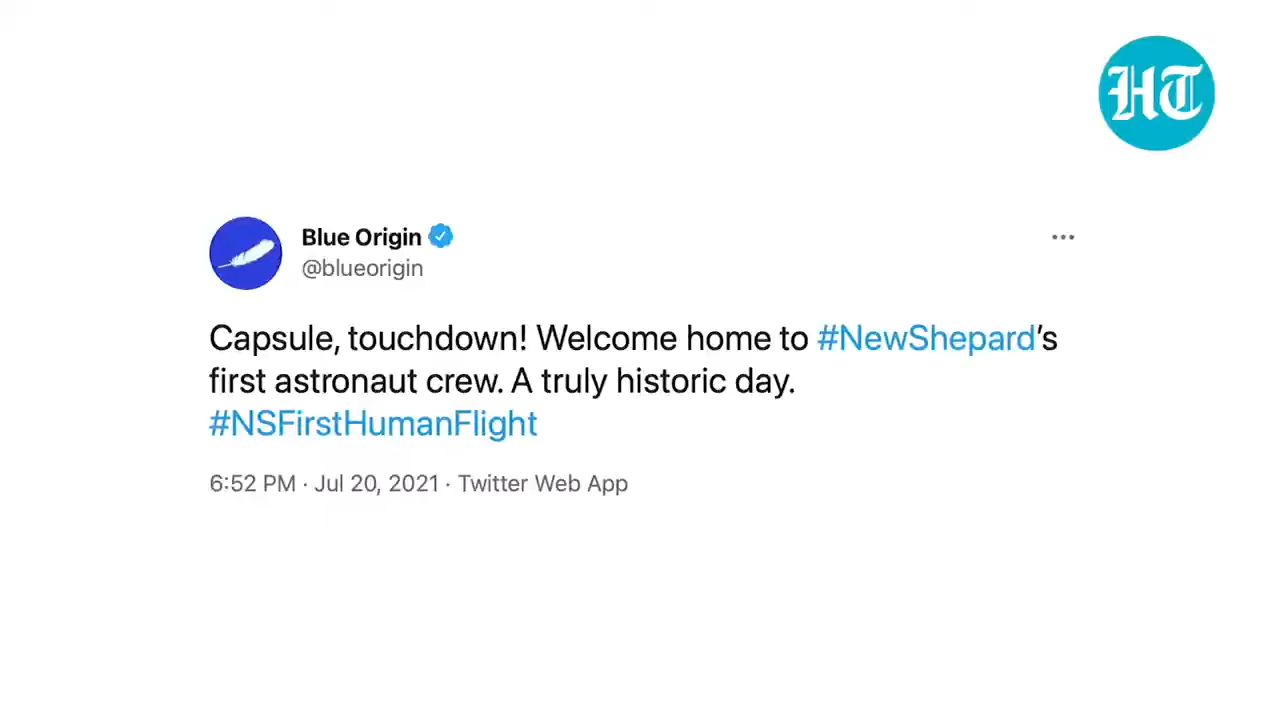 HT
Blue Origin
@blueorigin
Capsule, touchdown! Welcome home to #NewShepard’s
first astronaut crew. A truly historic day.
#NSFirstHumanFlight
6:52 PM · Jul 20, 2021 · Twitter Web App